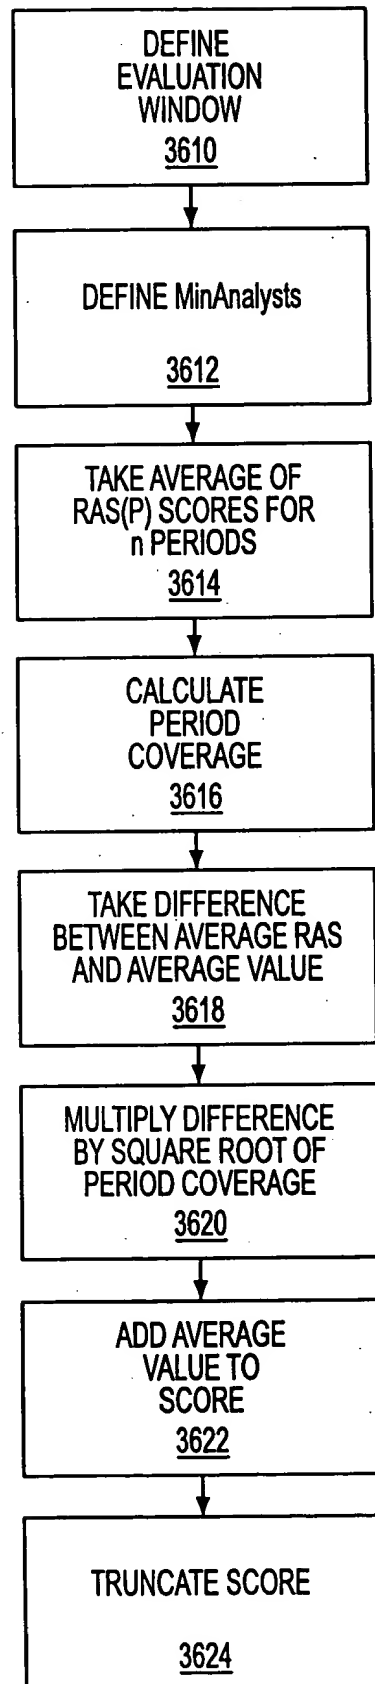 DEFINE
EVALUATION
WINDOW
3610
DEFINE MinAnalysts
3612
TAKE AVERAGE OF
RAS(P) SCORES FOR
n PERIODS
3614
CALCULATE
PERIOD
COVERAGE
3616
TAKE DIFFERENCE
BETWEEN AVERAGE RAS
AND AVERAGE VALUE
3618
MULTIPLY DIFFERENCE
BY SQUARE ROOT OF
PERIOD COVERAGE
3620
ADD AVERAGE
VALUE TO
SCORE
3622
TRUNCATE SCORE
3624